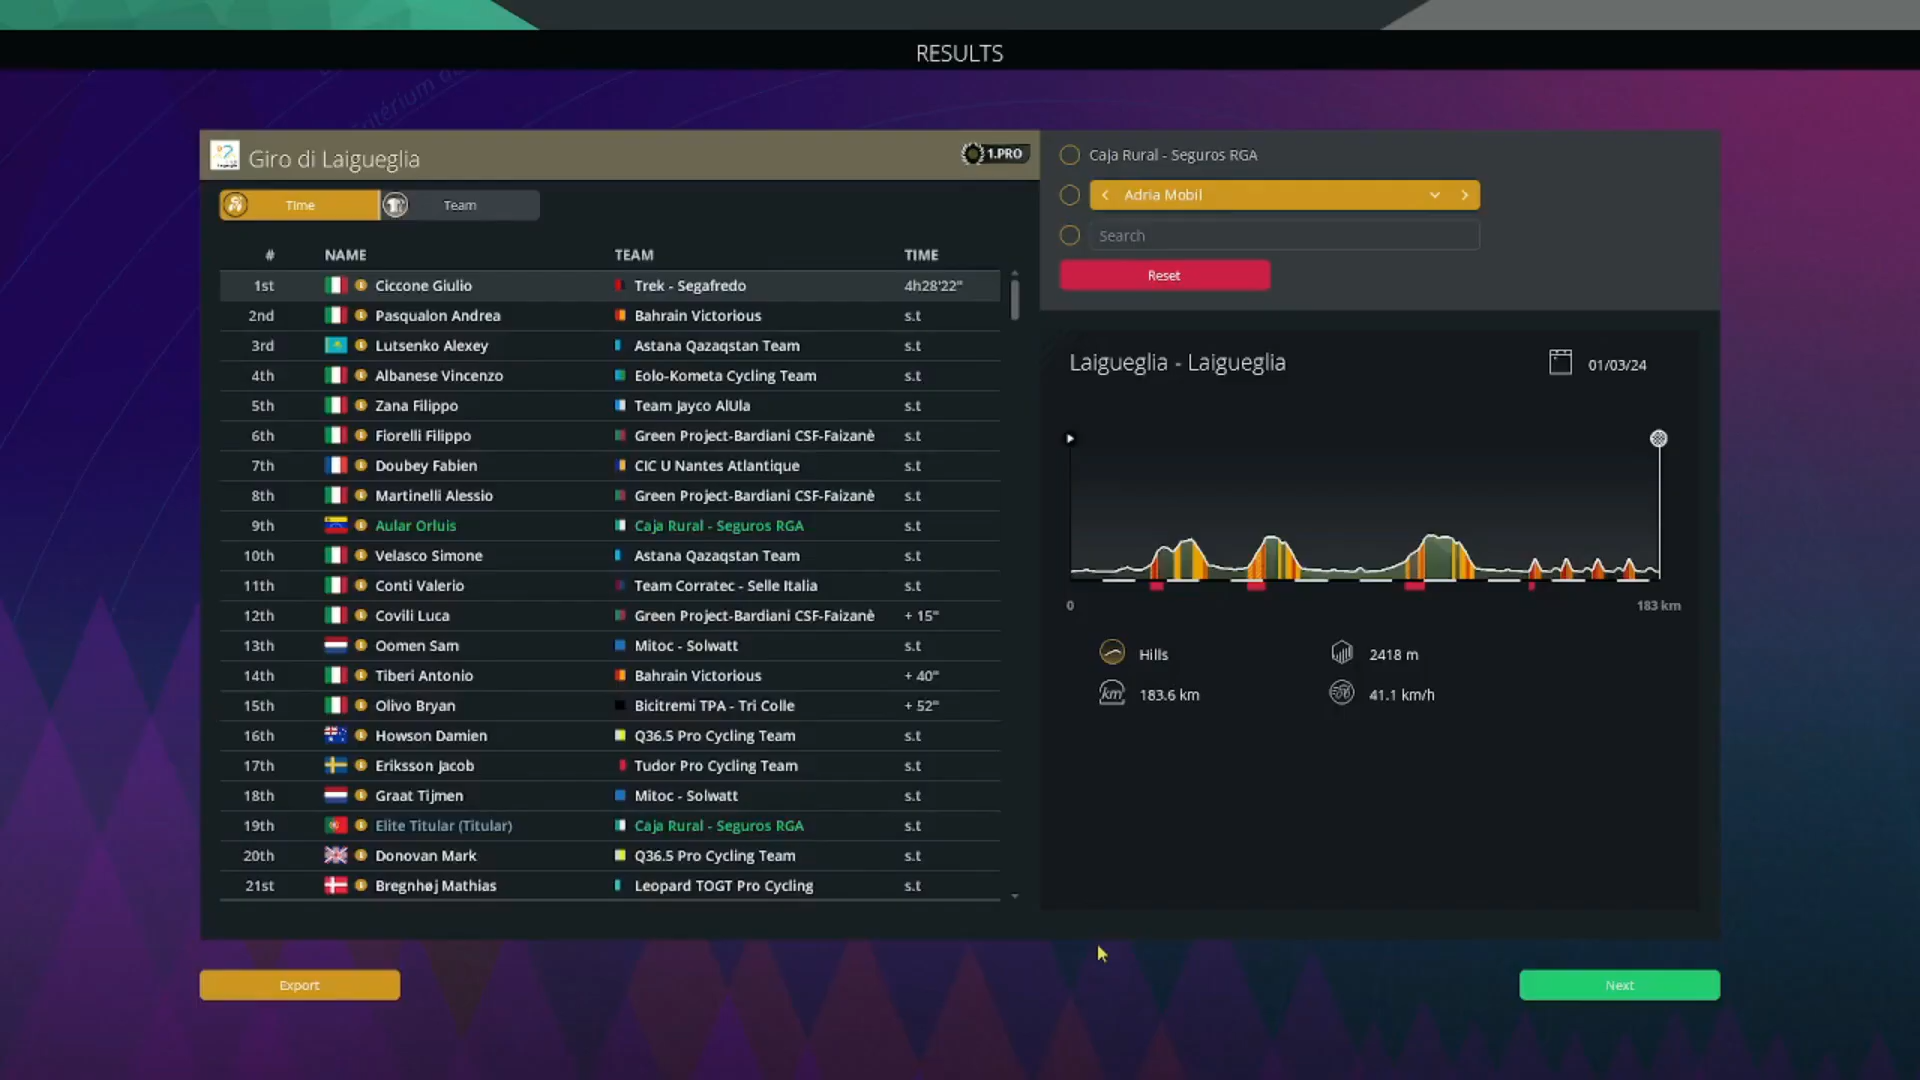 RESULTS
Giro di Laigueglia
1.PRO
Time Team
# NAME TEAM TIME
1st Ciccone Giulio Trek - Segafredo 4h28'22"
2nd Pasqualon Andrea Bahrain Victorious s.t
3rd Lutsenko Alexey Astana Qazaqstan Team s.t
4th Albanese Vincenzo Eolo-Kometa Cycling Team s.t
5th Zana Filippo Team Jayco AlUla s.t
6th Fiorelli Filippo Green Project-Bardiani CSF-Faizanè s.t
7th Doubey Fabien CIC U Nantes Atlantique s.t
8th Martinelli Alessio Green Project-Bardiani CSF-Faizanè s.t
9th Aular Orluis Caja Rural - Seguros RGA s.t
10th Velasco Simone Astana Qazaqstan Team s.t
11th Conti Valerio Team Corratec - Selle Italia s.t
12th Covili Luca Green Project-Bardiani CSF-Faizanè + 15"
13th Oomen Sam Mitoc - Solwatt s.t
14th Tiberi Antonio Bahrain Victorious + 40"
15th Olivo Bryan Bicitremi TPA - Tri Colle + 52"
16th Howson Damien Q36.5 Pro Cycling Team s.t
17th Eriksson Jacob Tudor Pro Cycling Team s.t
18th Graat Tijmen Mitoc - Solwatt s.t
19th Elite Titular (Titular) Caja Rural - Seguros RGA s.t
20th Donovan Mark Q36.5 Pro Cycling Team s.t
21st Bregnhøj Mathias Leopard TOGT Pro Cycling s.t
Caja Rural - Seguros RGA
Adria Mobil
Search
Reset
Laigueglia - Laigueglia 01/03/24
0 183 km
Hills 2418 m
km 183.6 km 41.1 km/h
Export Next